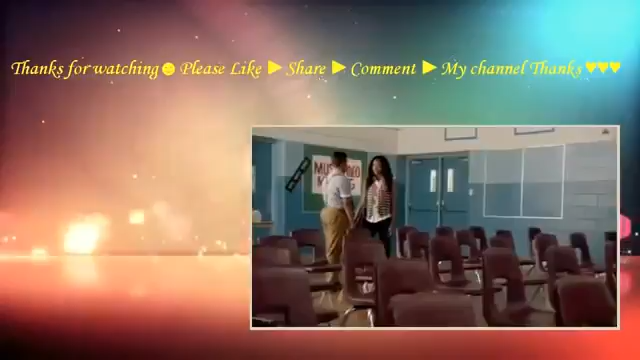 Thanks for watching☻ Please Like ► Share ► Comment ► My channel Thanks ♥♥♥